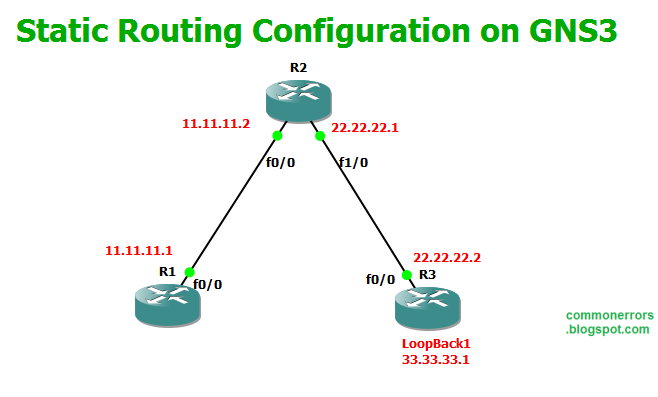 Static Routing Configuration on GNS3
R2
11.11.11.2
22.22.22.1
f0/0
f1/0
11.11.11.1
22.22.22.2
R1
f0/0
f0/0
R3
LoopBack1
33.33.33.1
commonerrors
.blogspot.com